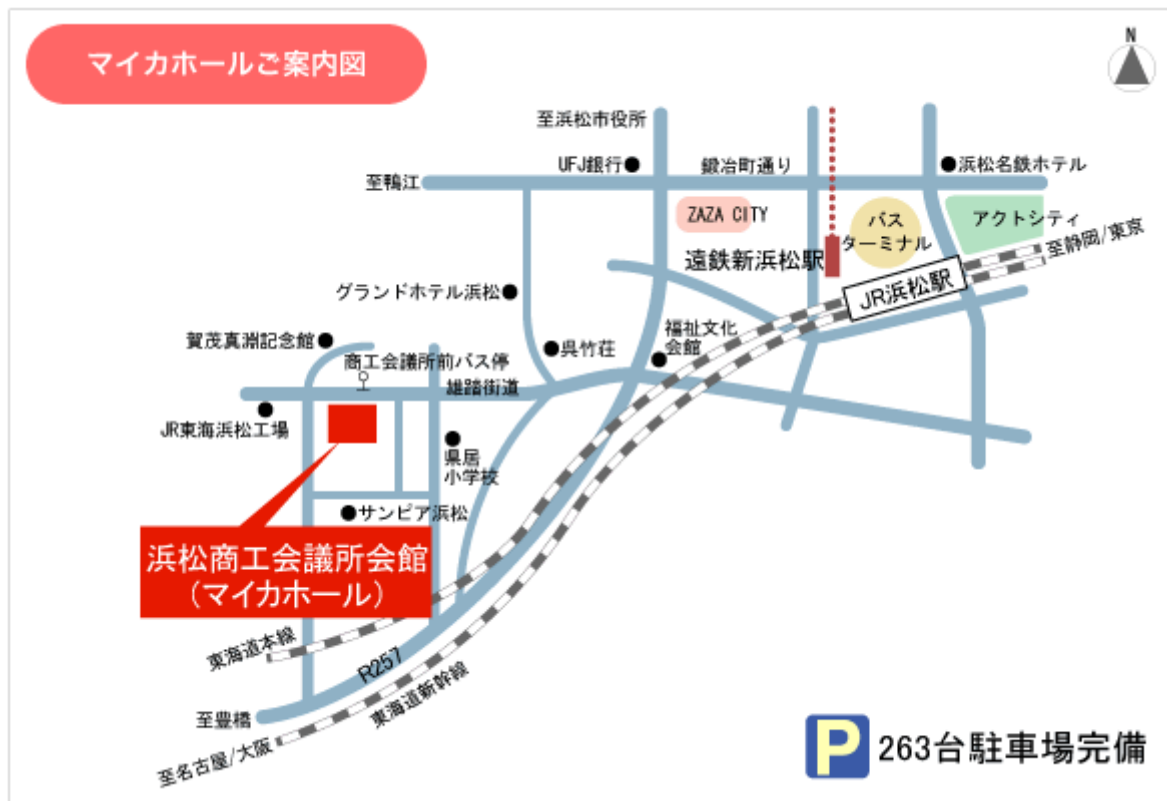 マイカホールご案内図
N
至浜松市役所
UFJ銀行
鍛冶町通り
浜松名鉄ホテル
至鴨江
ZAZA CITY
バス
ターミナル
アクトシティ
遠鉄新浜松駅
至静岡/東京
JR浜松駅
グランドホテル浜松
賀茂真淵記念館
福祉文化
会館
呉竹荘
商工会議所前バス停
雄踏街道
JR東海浜松工場
県居
小学校
サンピア浜松
浜松商工会議所会館
(マイカホール)
東海道本線
R257
東海道新幹線
至豊橋
至名古屋/大阪
P
263台駐車場完備